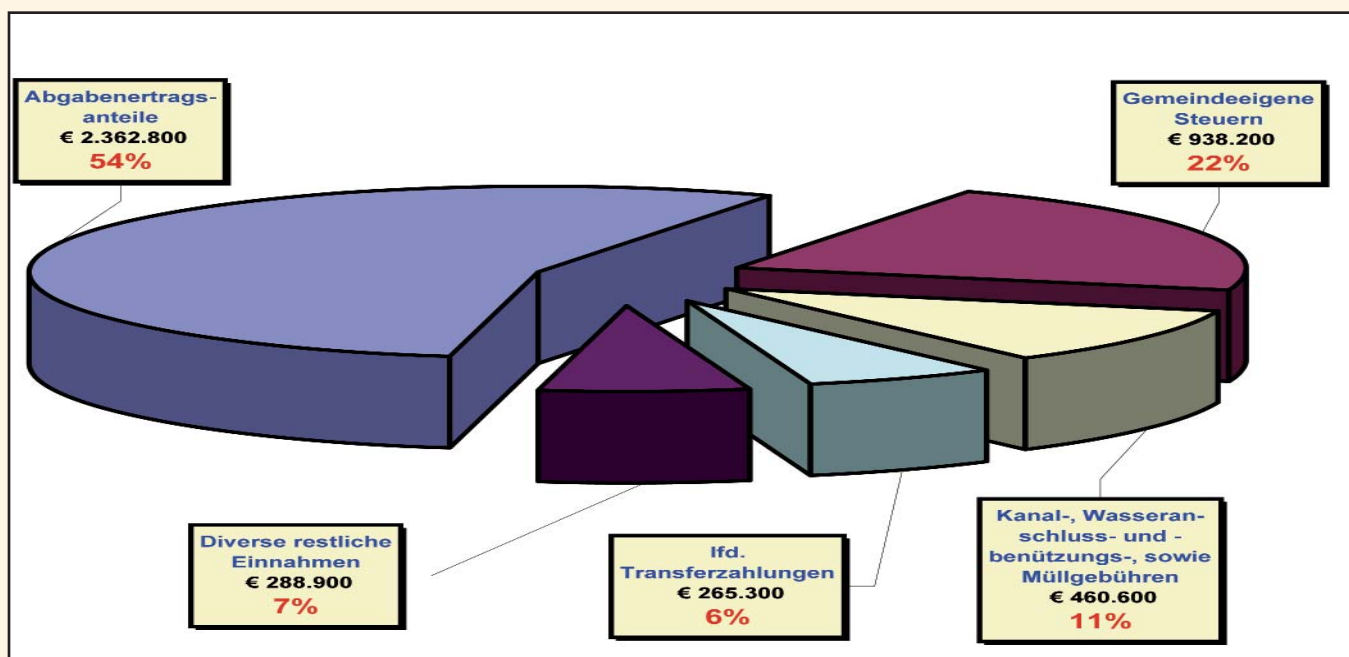 Abgabenertrags-
anteile
€ 2.362.800
54%
Gemeindeeigene
Steuern
€ 938.200
22%
Diverse restliche
Einnahmen
€ 288.900
7%
lfd.
Transferzahlungen
€ 265.300
6%
Kanal-, Wasseran-
schluss- und -
benützungs-, sowie
Müllgebühren
€ 460.600
11%